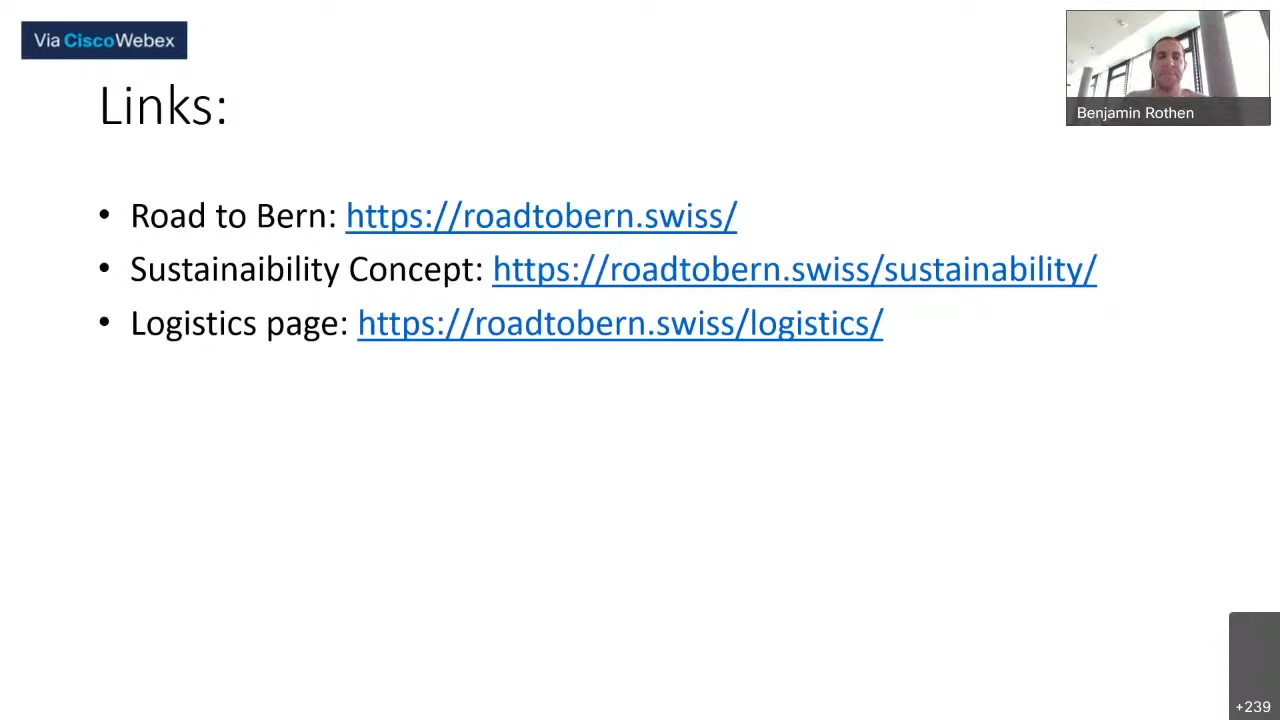 Via CiscoWebex
Links:
Benjamin Rothen
• Road to Bern: https://roadtobern.swiss/
• Sustainaibility Concept: https://roadtobern.swiss/sustainability/
• Logistics page: https://roadtobern.swiss/logistics/
+239